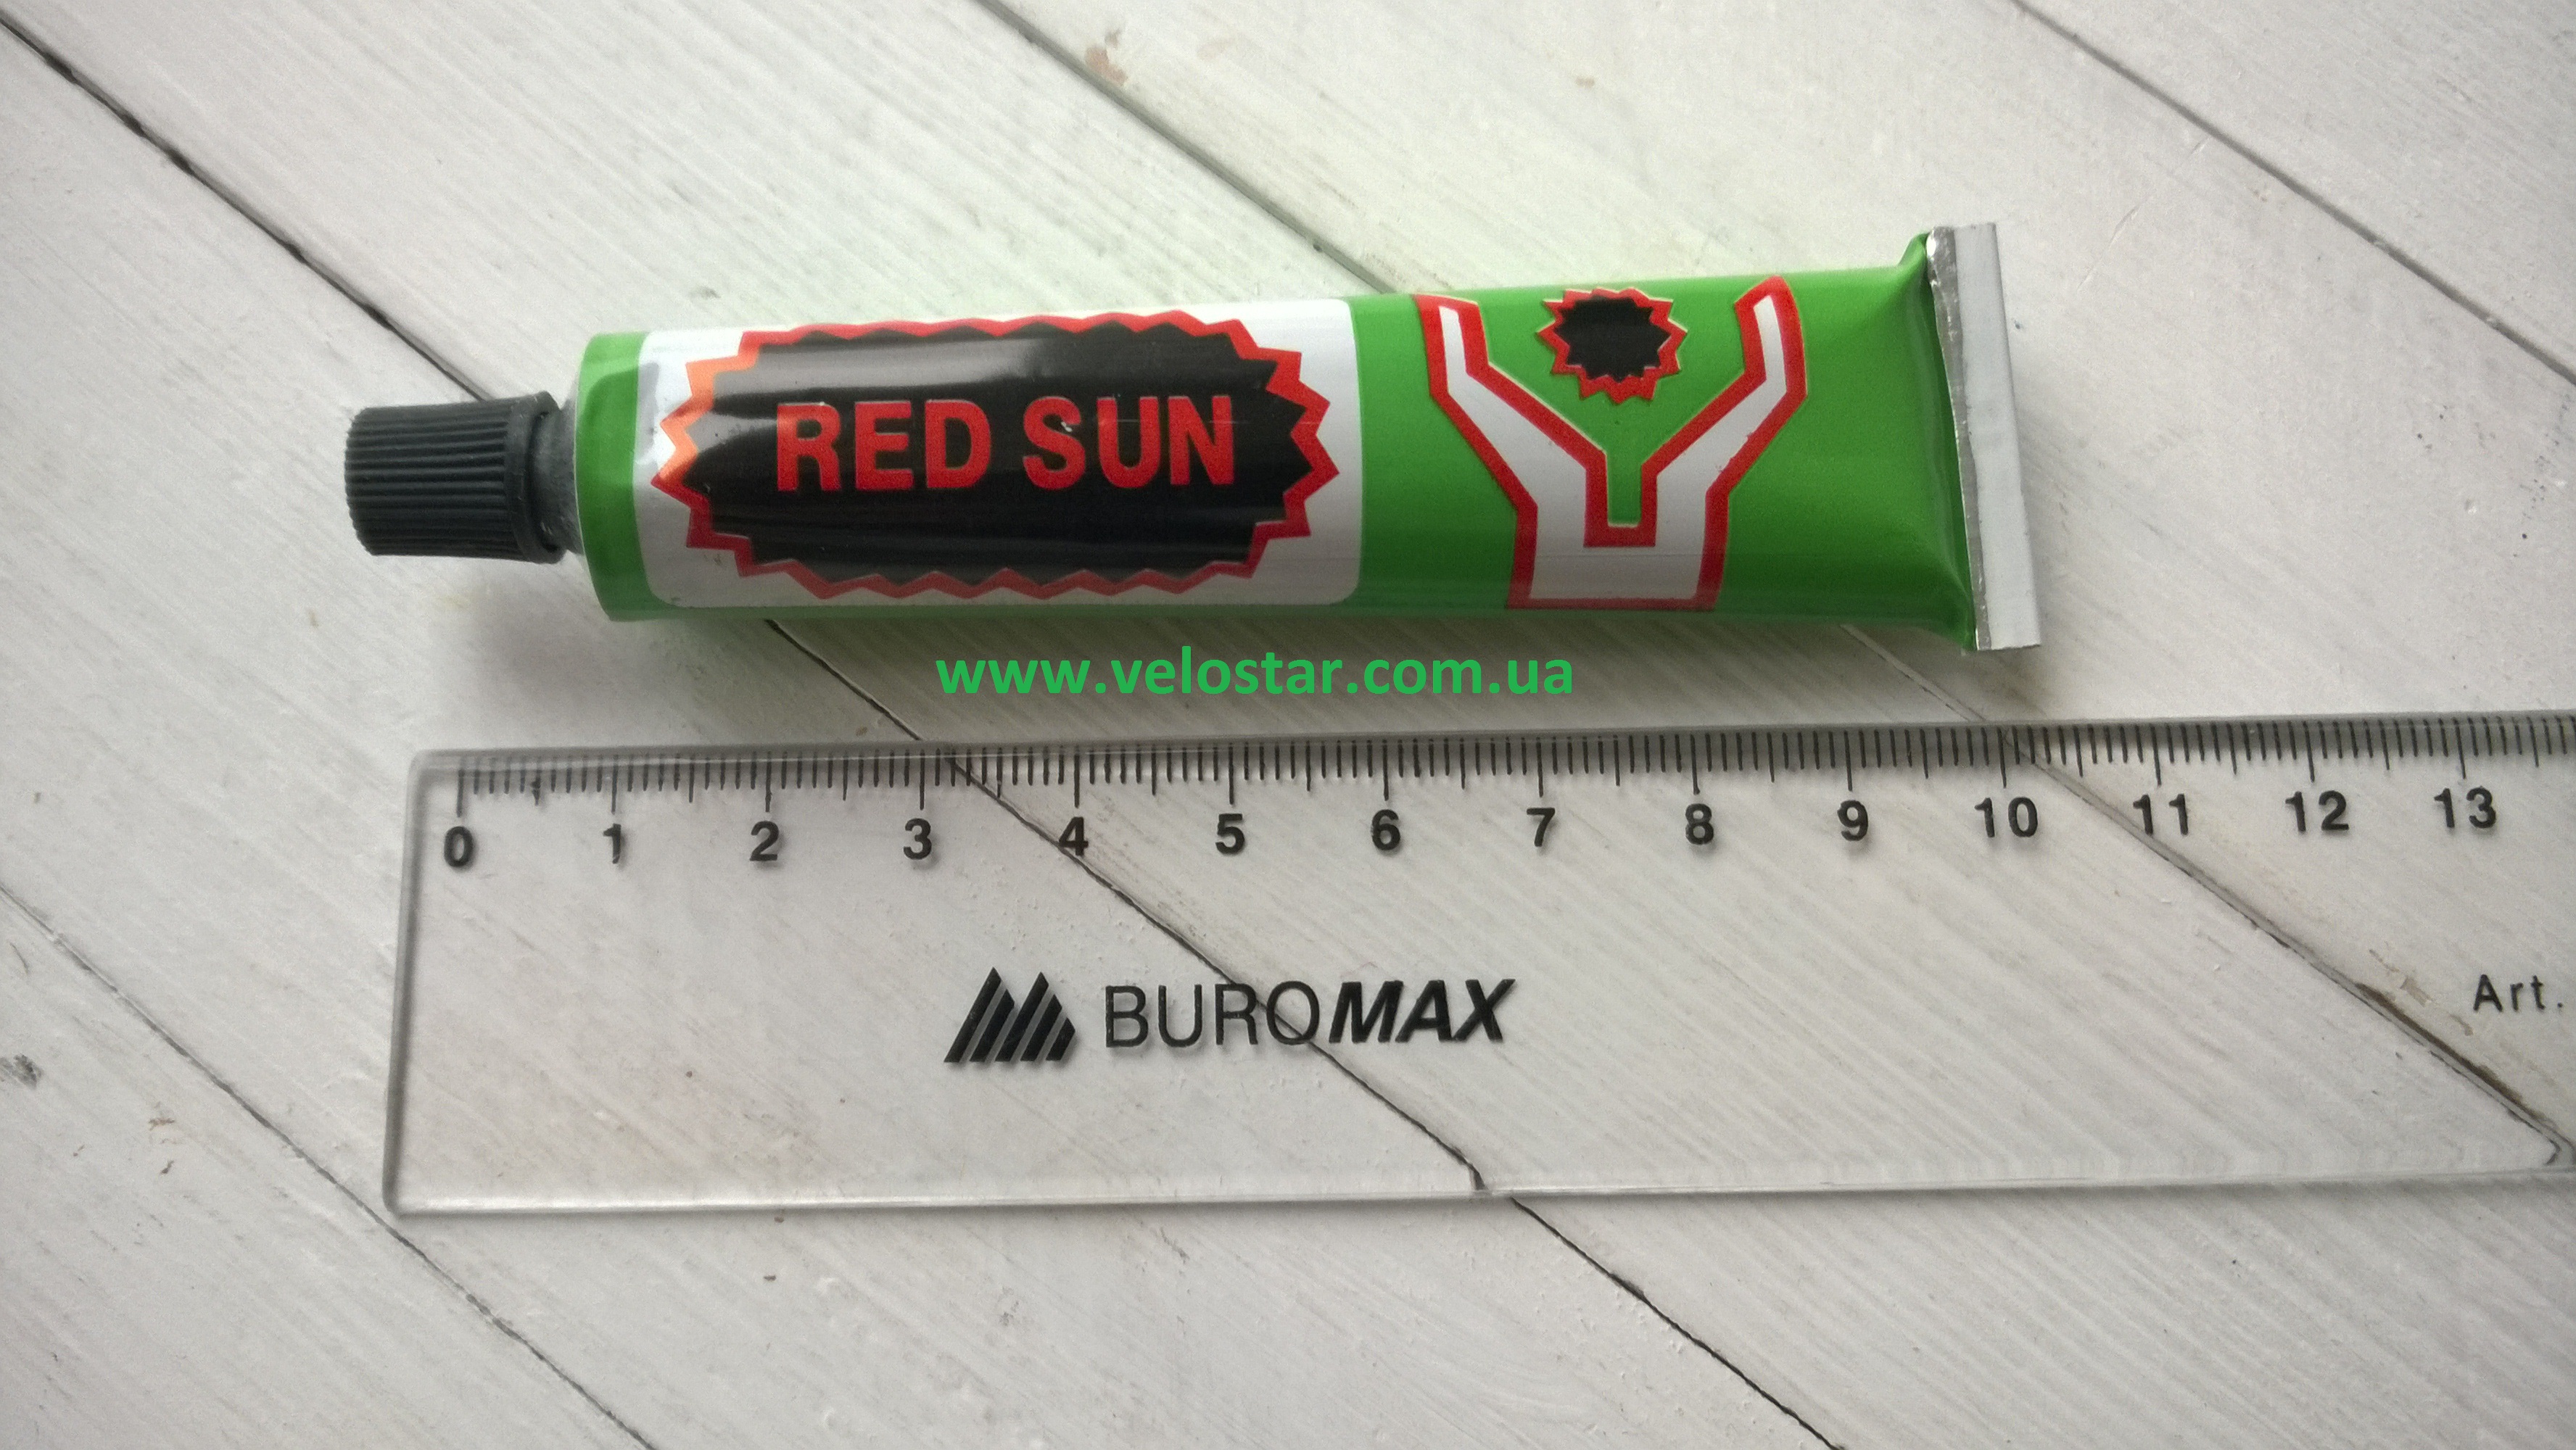 RED SUN
www.velostar.com.ua
0 1 2 3 4 5 6 7 8 9 10 11 12 13
BUROMAX
Art.